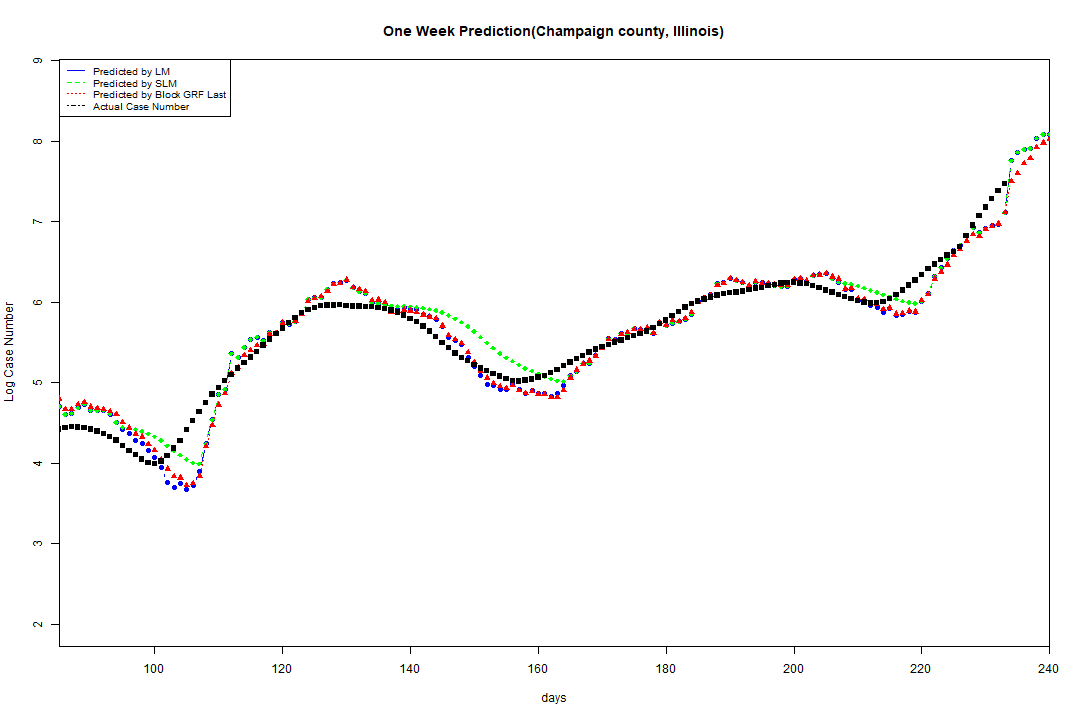 One Week Prediction(Champaign county, Illinois)
Predicted by LM
Predicted by SLM
Predicted by Block GRF Last
Actual Case Number
9
8
7
6
5
4
3
2
Log Case Number
100 120 140 160 180 200 220 240
days